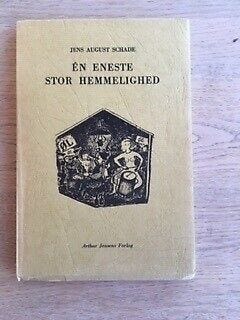 JENS AUGUST SCHADE
ÉN ENESTE
STOR HEMMELIGHED
Arthur Jensens Forlag